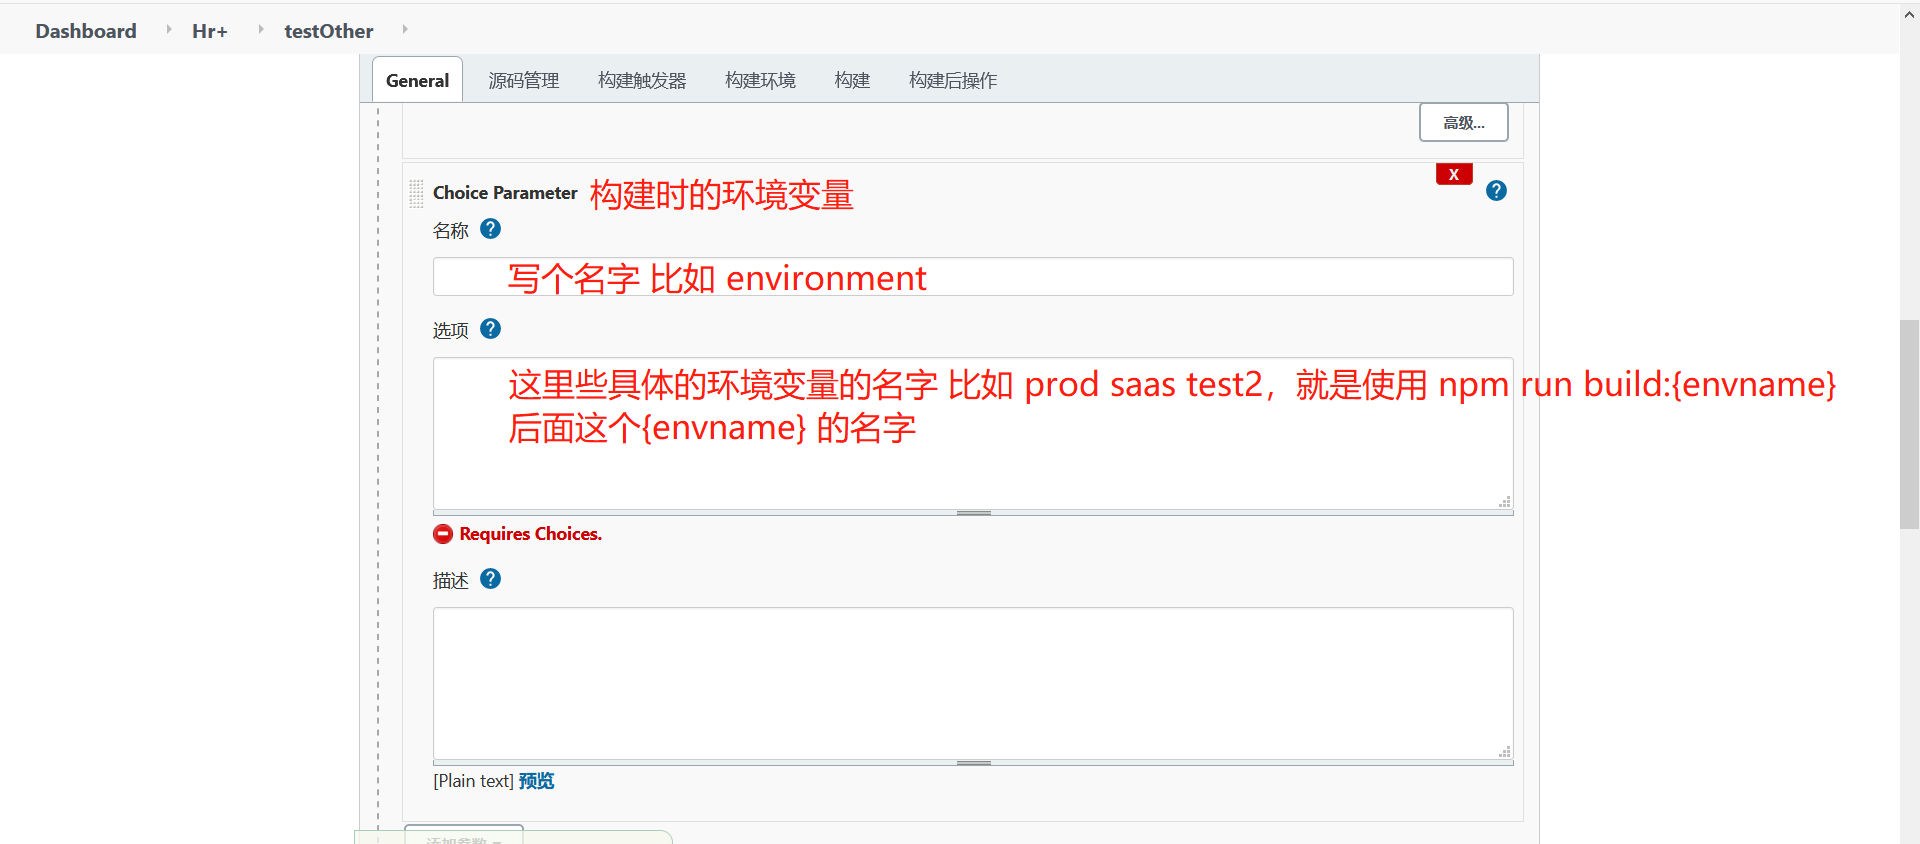 Dashboard Hr+ testOther
General 源码管理 构建触发器 构建环境 构建 构建后操作
高级...
X
Choice Parameter 构建时的环境变量
名称
写个名字 比如 environment
选项
这里些具体的环境变量的名字 比如 prod saas test2，就是使用 npm run build:{envname}
后面这个{envname} 的名字
Requires Choices.
描述
[Plain text] 预览
添加参数